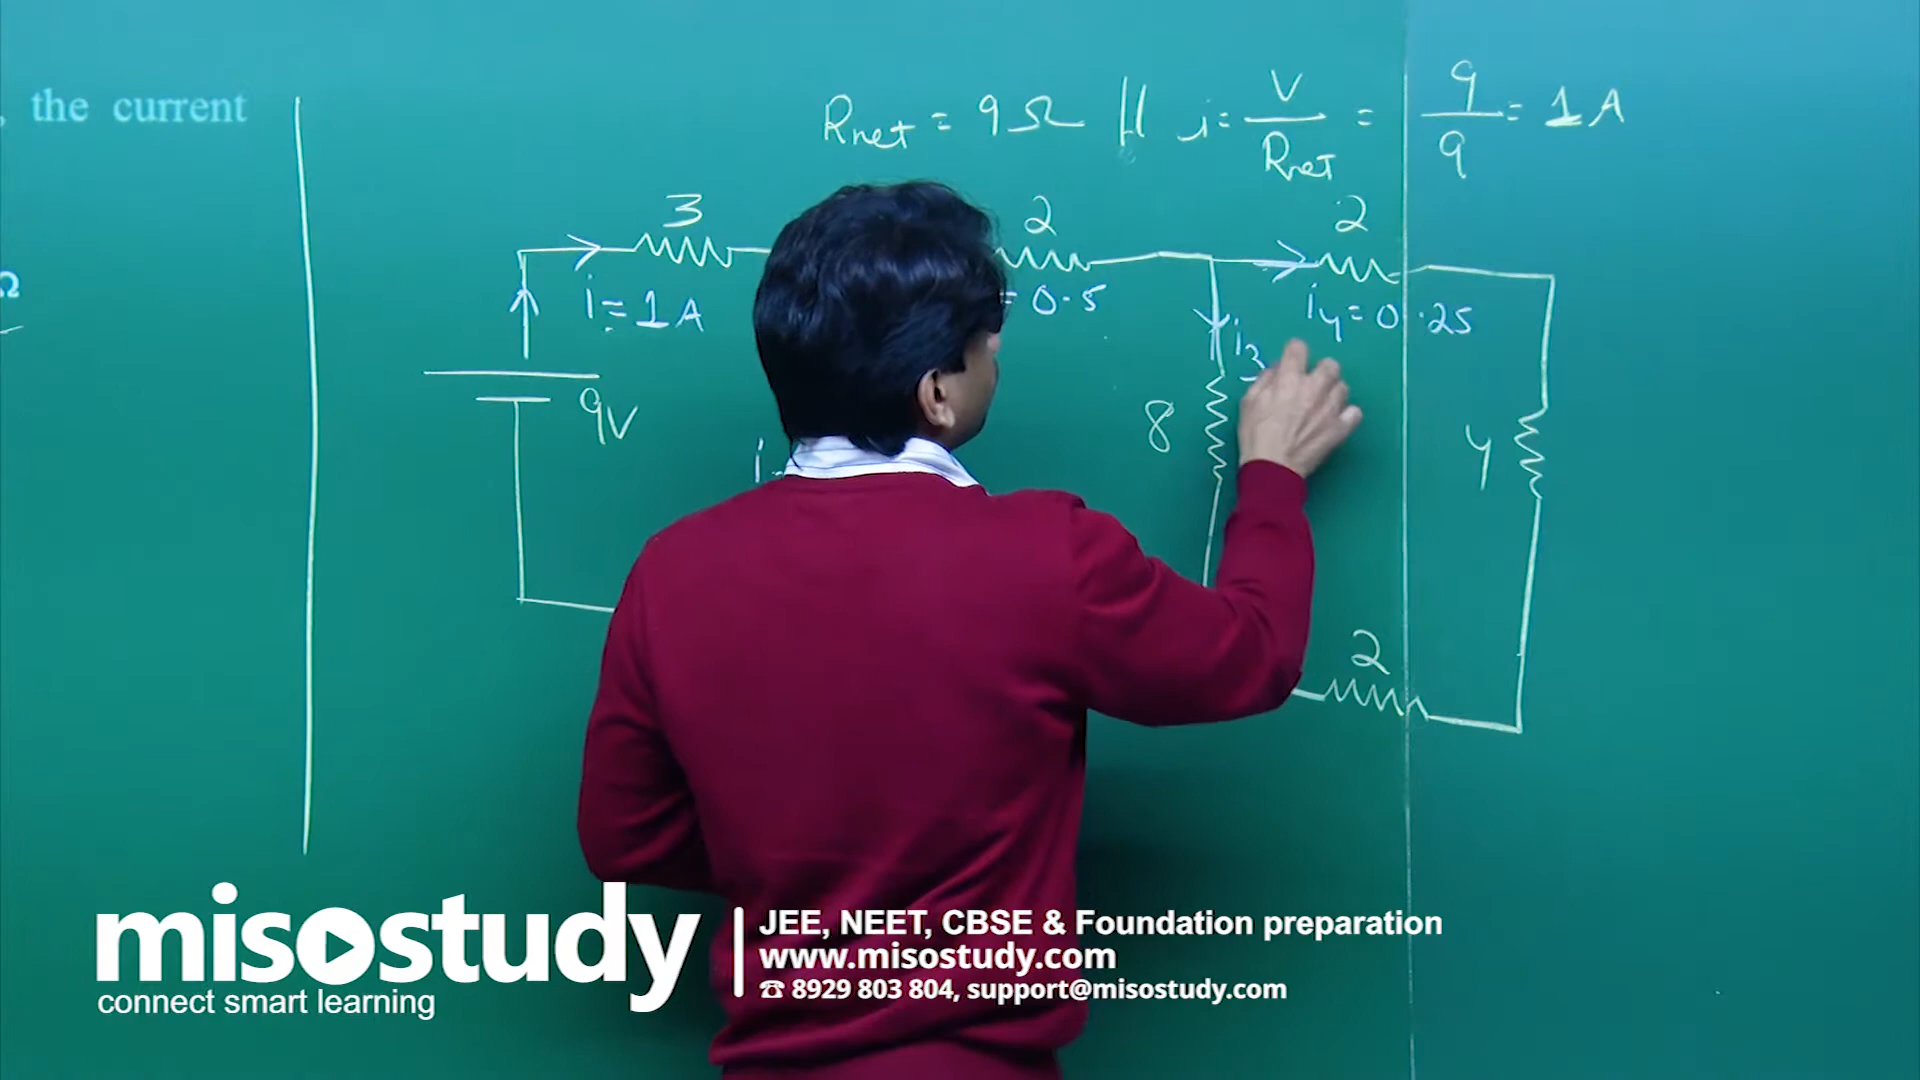 , the current
Ω
Rnet = 9Ω || i = V/Rnet = 9/9 = 1 A
3
2
2
i = 1 A
= 0.5
i4 = 0.25
i3
9V
8
4
i
2
misostudy
connect smart learning
JEE, NEET, CBSE & Foundation preparation
www.misostudy.com
☎ 8929 803 804, support@misostudy.com